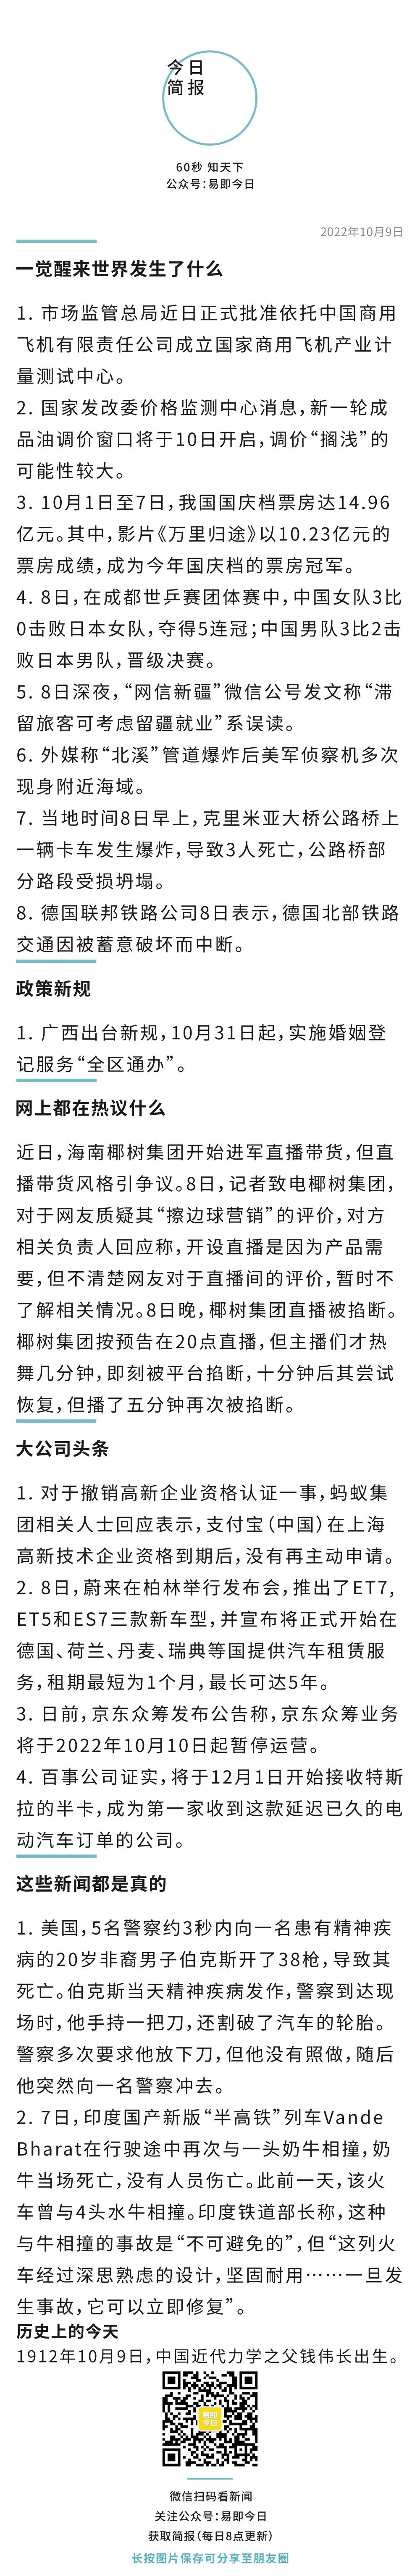 今日
简报
60秒 知天下
公众号：易即今日
2022年10月9日
一觉醒来世界发生了什么
1. 市场监管总局近日正式批准依托中国商用
飞机有限责任公司成立国家商用飞机产业计
量测试中心。
2. 国家发改委价格监测中心消息，新一轮成
品油调价窗口将于10日开启，调价“搁浅”的
可能性较大。
3. 10月1日至7日，我国国庆档票房达14.96
亿元。其中，影片《万里归途》以10.23亿元的
票房成绩，成为今年国庆档的票房冠军。
4. 8日，在成都世乒赛团体赛中，中国女队3比
0击败日本女队，夺得5连冠；中国男队3比2击
败日本男队，晋级决赛。
5. 8日深夜，“网信新疆”微信公号发文称“滞
留旅客可考虑留疆就业”系误读。
6. 外媒称“北溪”管道爆炸后美军侦察机多次
现身附近海域。
7. 当地时间8日早上，克里米亚大桥公路桥上
一辆卡车发生爆炸，导致3人死亡，公路桥部
分路段受损坍塌。
8. 德国联邦铁路公司8日表示，德国北部铁路
交通因被蓄意破坏而中断。
政策新规
1. 广西出台新规，10月31日起，实施婚姻登
记服务“全区通办”。
网上都在热议什么
近日，海南椰树集团开始进军直播带货，但直
播带货风格引争议。8日，记者致电椰树集团，
对于网友质疑其“擦边球营销”的评价，对方
相关负责人回应称，开设直播是因为产品需
要，但不清楚网友对于直播间的评价，暂时不
了解相关情况。8日晚，椰树集团直播被掐断。
椰树集团按预告在20点直播，但主播们才热
舞几分钟，即刻被平台掐断，十分钟后其尝试
恢复，但播了五分钟再次被掐断。
大公司头条
1. 对于撤销高新企业资格认证一事，蚂蚁集
团相关人士回应表示，支付宝（中国）在上海
高新技术企业资格到期后，没有再主动申请。
2. 8日，蔚来在柏林举行发布会，推出了ET7，
ET5和ES7三款新车型，并宣布将正式开始在
德国、荷兰、丹麦、瑞典等国提供汽车租赁服
务，租期最短为1个月，最长可达5年。
3. 日前，京东众筹发布公告称，京东众筹业务
将于2022年10月10日起暂停运营。
4. 百事公司证实，将于12月1日开始接收特斯
拉的半卡，成为第一家收到这款延迟已久的电
动汽车订单的公司。
这些新闻都是真的
1. 美国，5名警察约3秒内向一名患有精神疾
病的20岁非裔男子伯克斯开了38枪，导致其
死亡。伯克斯当天精神疾病发作，警察到达现
场时，他手持一把刀，还割破了汽车的轮胎。
警察多次要求他放下刀，但他没有照做，随后
他突然向一名警察冲去。
2. 7日，印度国产新版“半高铁”列车Vande
Bharat在行驶途中再次与一头奶牛相撞，奶
牛当场死亡，没有人员伤亡。此前一天，该火
车曾与4头水牛相撞。印度铁道部长称，这种
与牛相撞的事故是“不可避免的”，但“这列火
车经过深思熟虑的设计，坚固耐用……一旦发
生事故，它可以立即修复”。
历史上的今天
1912年10月9日，中国近代力学之父钱伟长出生。
易即
今日
微信扫码看新闻
关注公众号：易即今日
获取简报（每日8点更新）
长按图片保存可分享至朋友圈